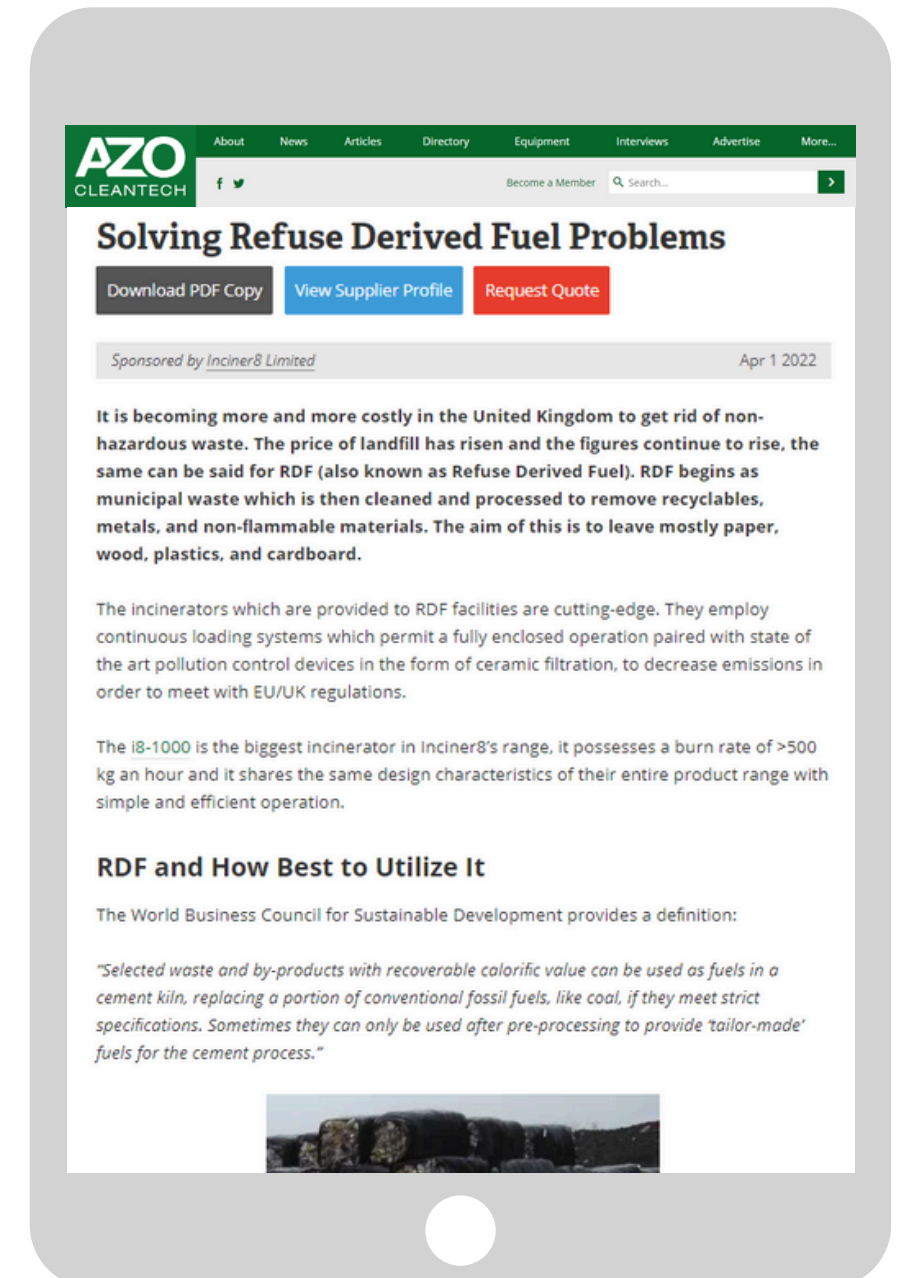 AZO
CLEANTECH
About News Articles Directory Equipment Interviews Advertise More...
f Become a Member Search...
Solving Refuse Derived Fuel Problems
Download PDF Copy View Supplier Profile Request Quote
Sponsored by Inciner8 Limited Apr 1 2022
It is becoming more and more costly in the United Kingdom to get rid of non-
hazardous waste. The price of landfill has risen and the figures continue to rise, the
same can be said for RDF (also known as Refuse Derived Fuel). RDF begins as
municipal waste which is then cleaned and processed to remove recyclables,
metals, and non-flammable materials. The aim of this is to leave mostly paper,
wood, plastics, and cardboard.
The incinerators which are provided to RDF facilities are cutting-edge. They employ
continuous loading systems which permit a fully enclosed operation paired with state of
the art pollution control devices in the form of ceramic filtration, to decrease emissions in
order to meet with EU/UK regulations.
The i8-1000 is the biggest incinerator in Inciner8's range, it possesses a burn rate of >500
kg an hour and it shares the same design characteristics of their entire product range with
simple and efficient operation.
RDF and How Best to Utilize It
The World Business Council for Sustainable Development provides a definition:
"Selected waste and by-products with recoverable calorific value can be used as fuels in a
cement kiln, replacing a portion of conventional fossil fuels, like coal, if they meet strict
specifications. Sometimes they can only be used after pre-processing to provide 'tailor-made'
fuels for the cement process."